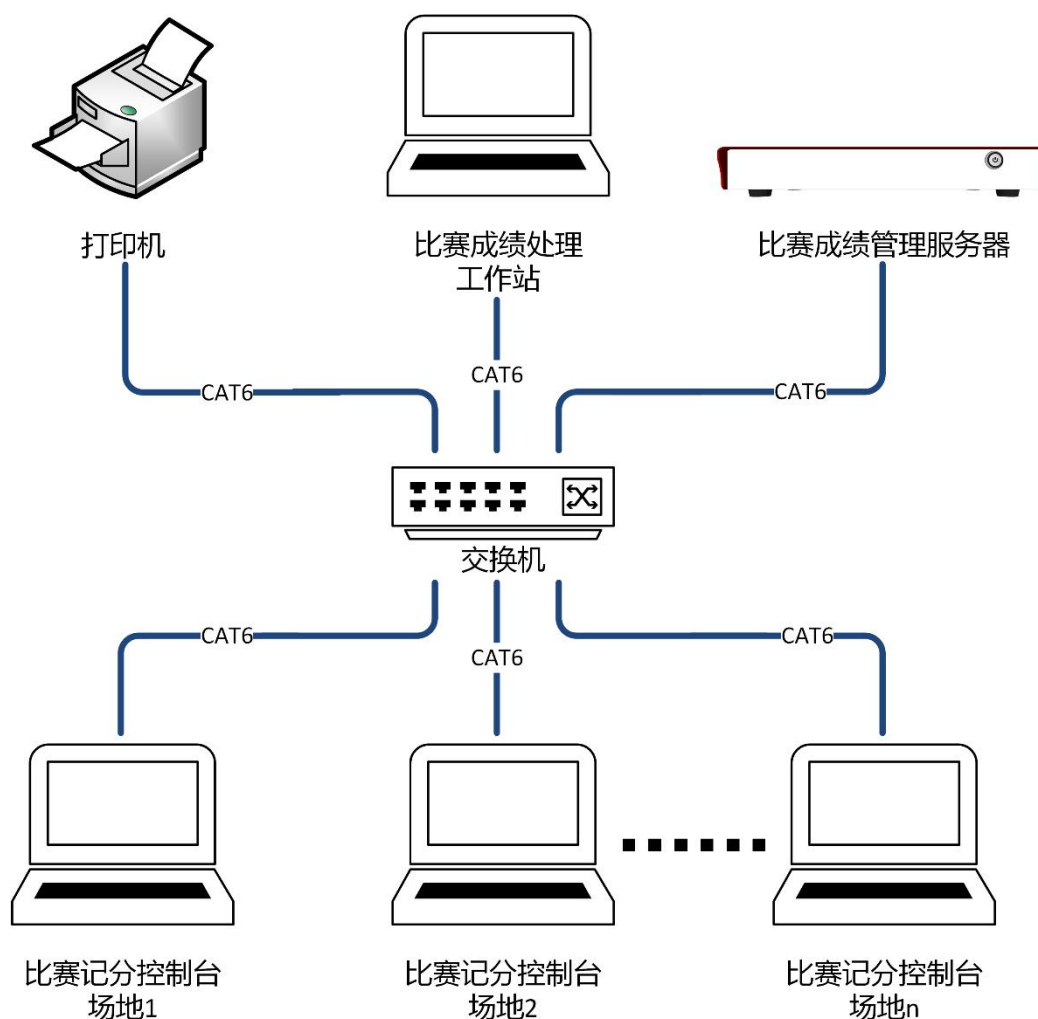 打印机
比赛成绩处理
工作站
比赛成绩管理服务器
CAT6
CAT6
CAT6
交换机
CAT6
CAT6
CAT6
比赛记分控制台
场地1
比赛记分控制台
场地2
比赛记分控制台
场地n